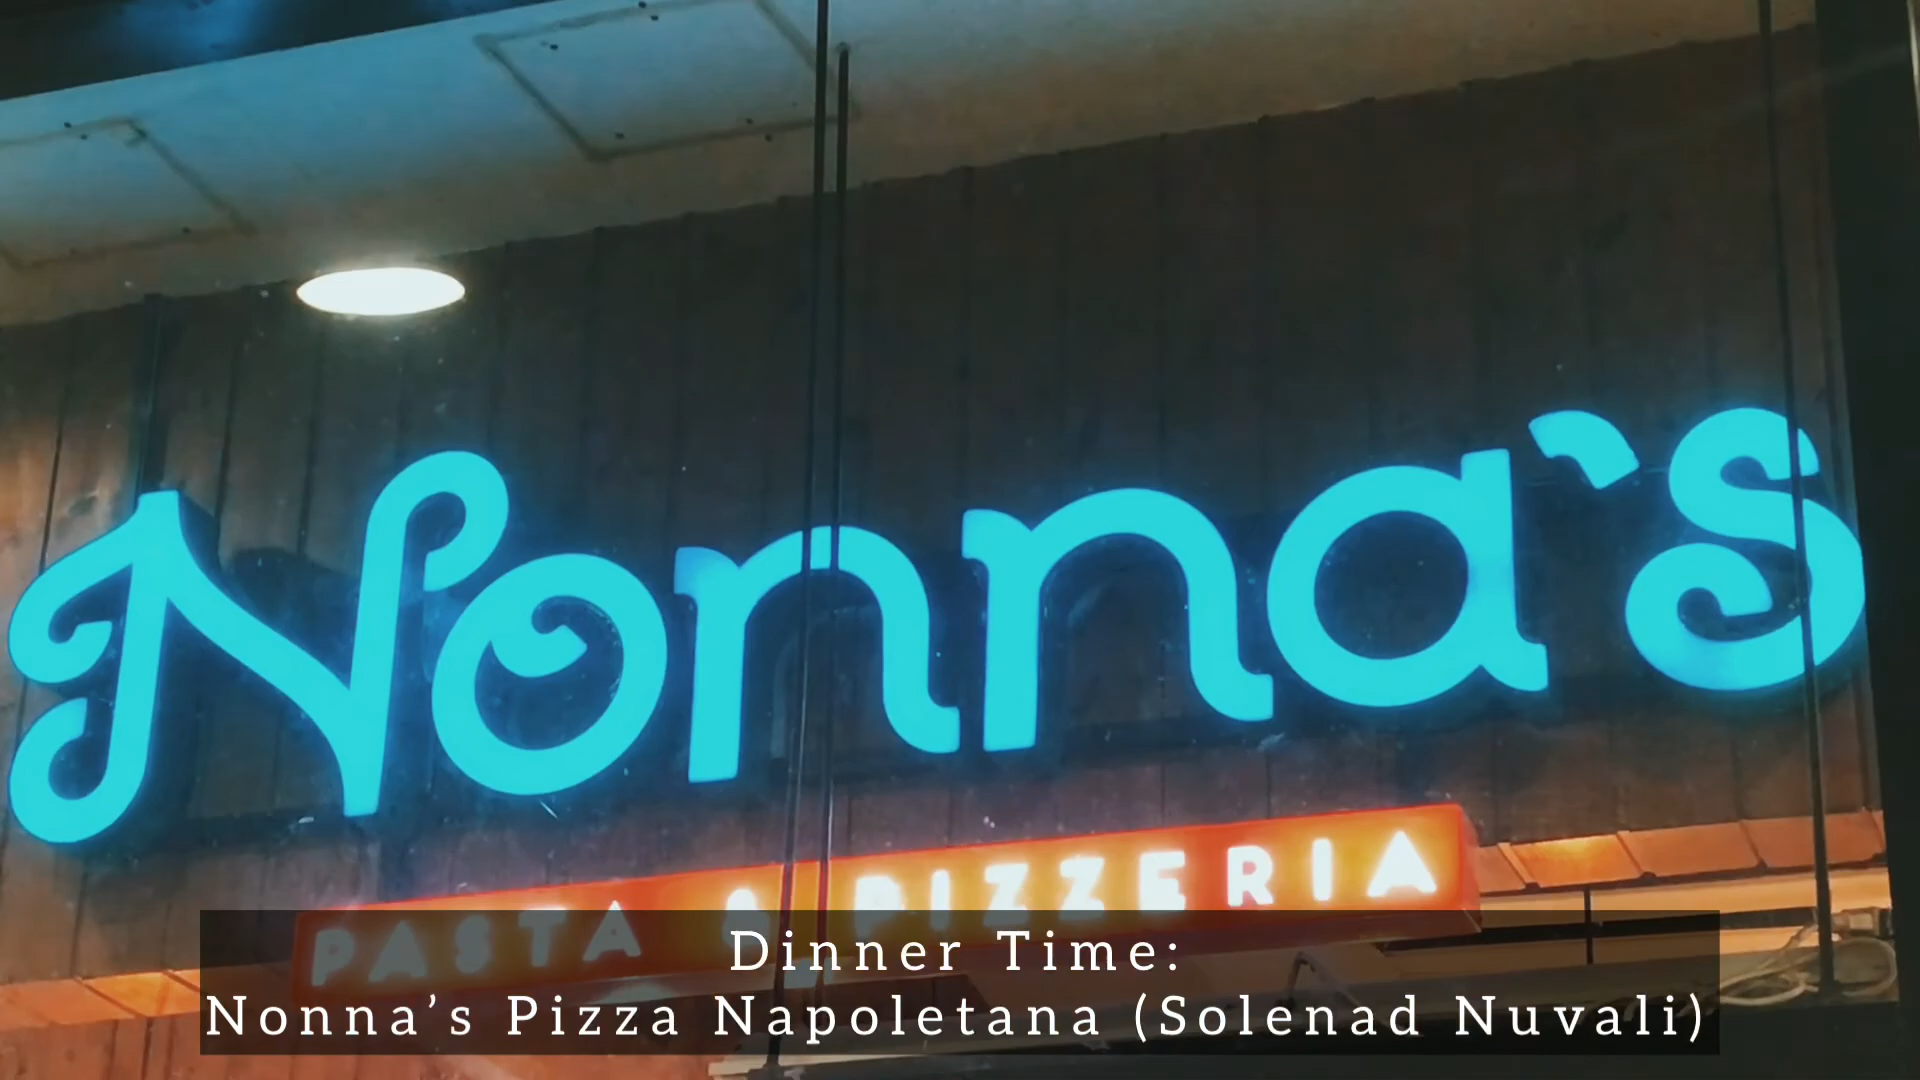 Nonna's
PASTA & PIZZERIA
Dinner Time:
Nonna’s Pizza Napoletana (Solenad Nuvali)